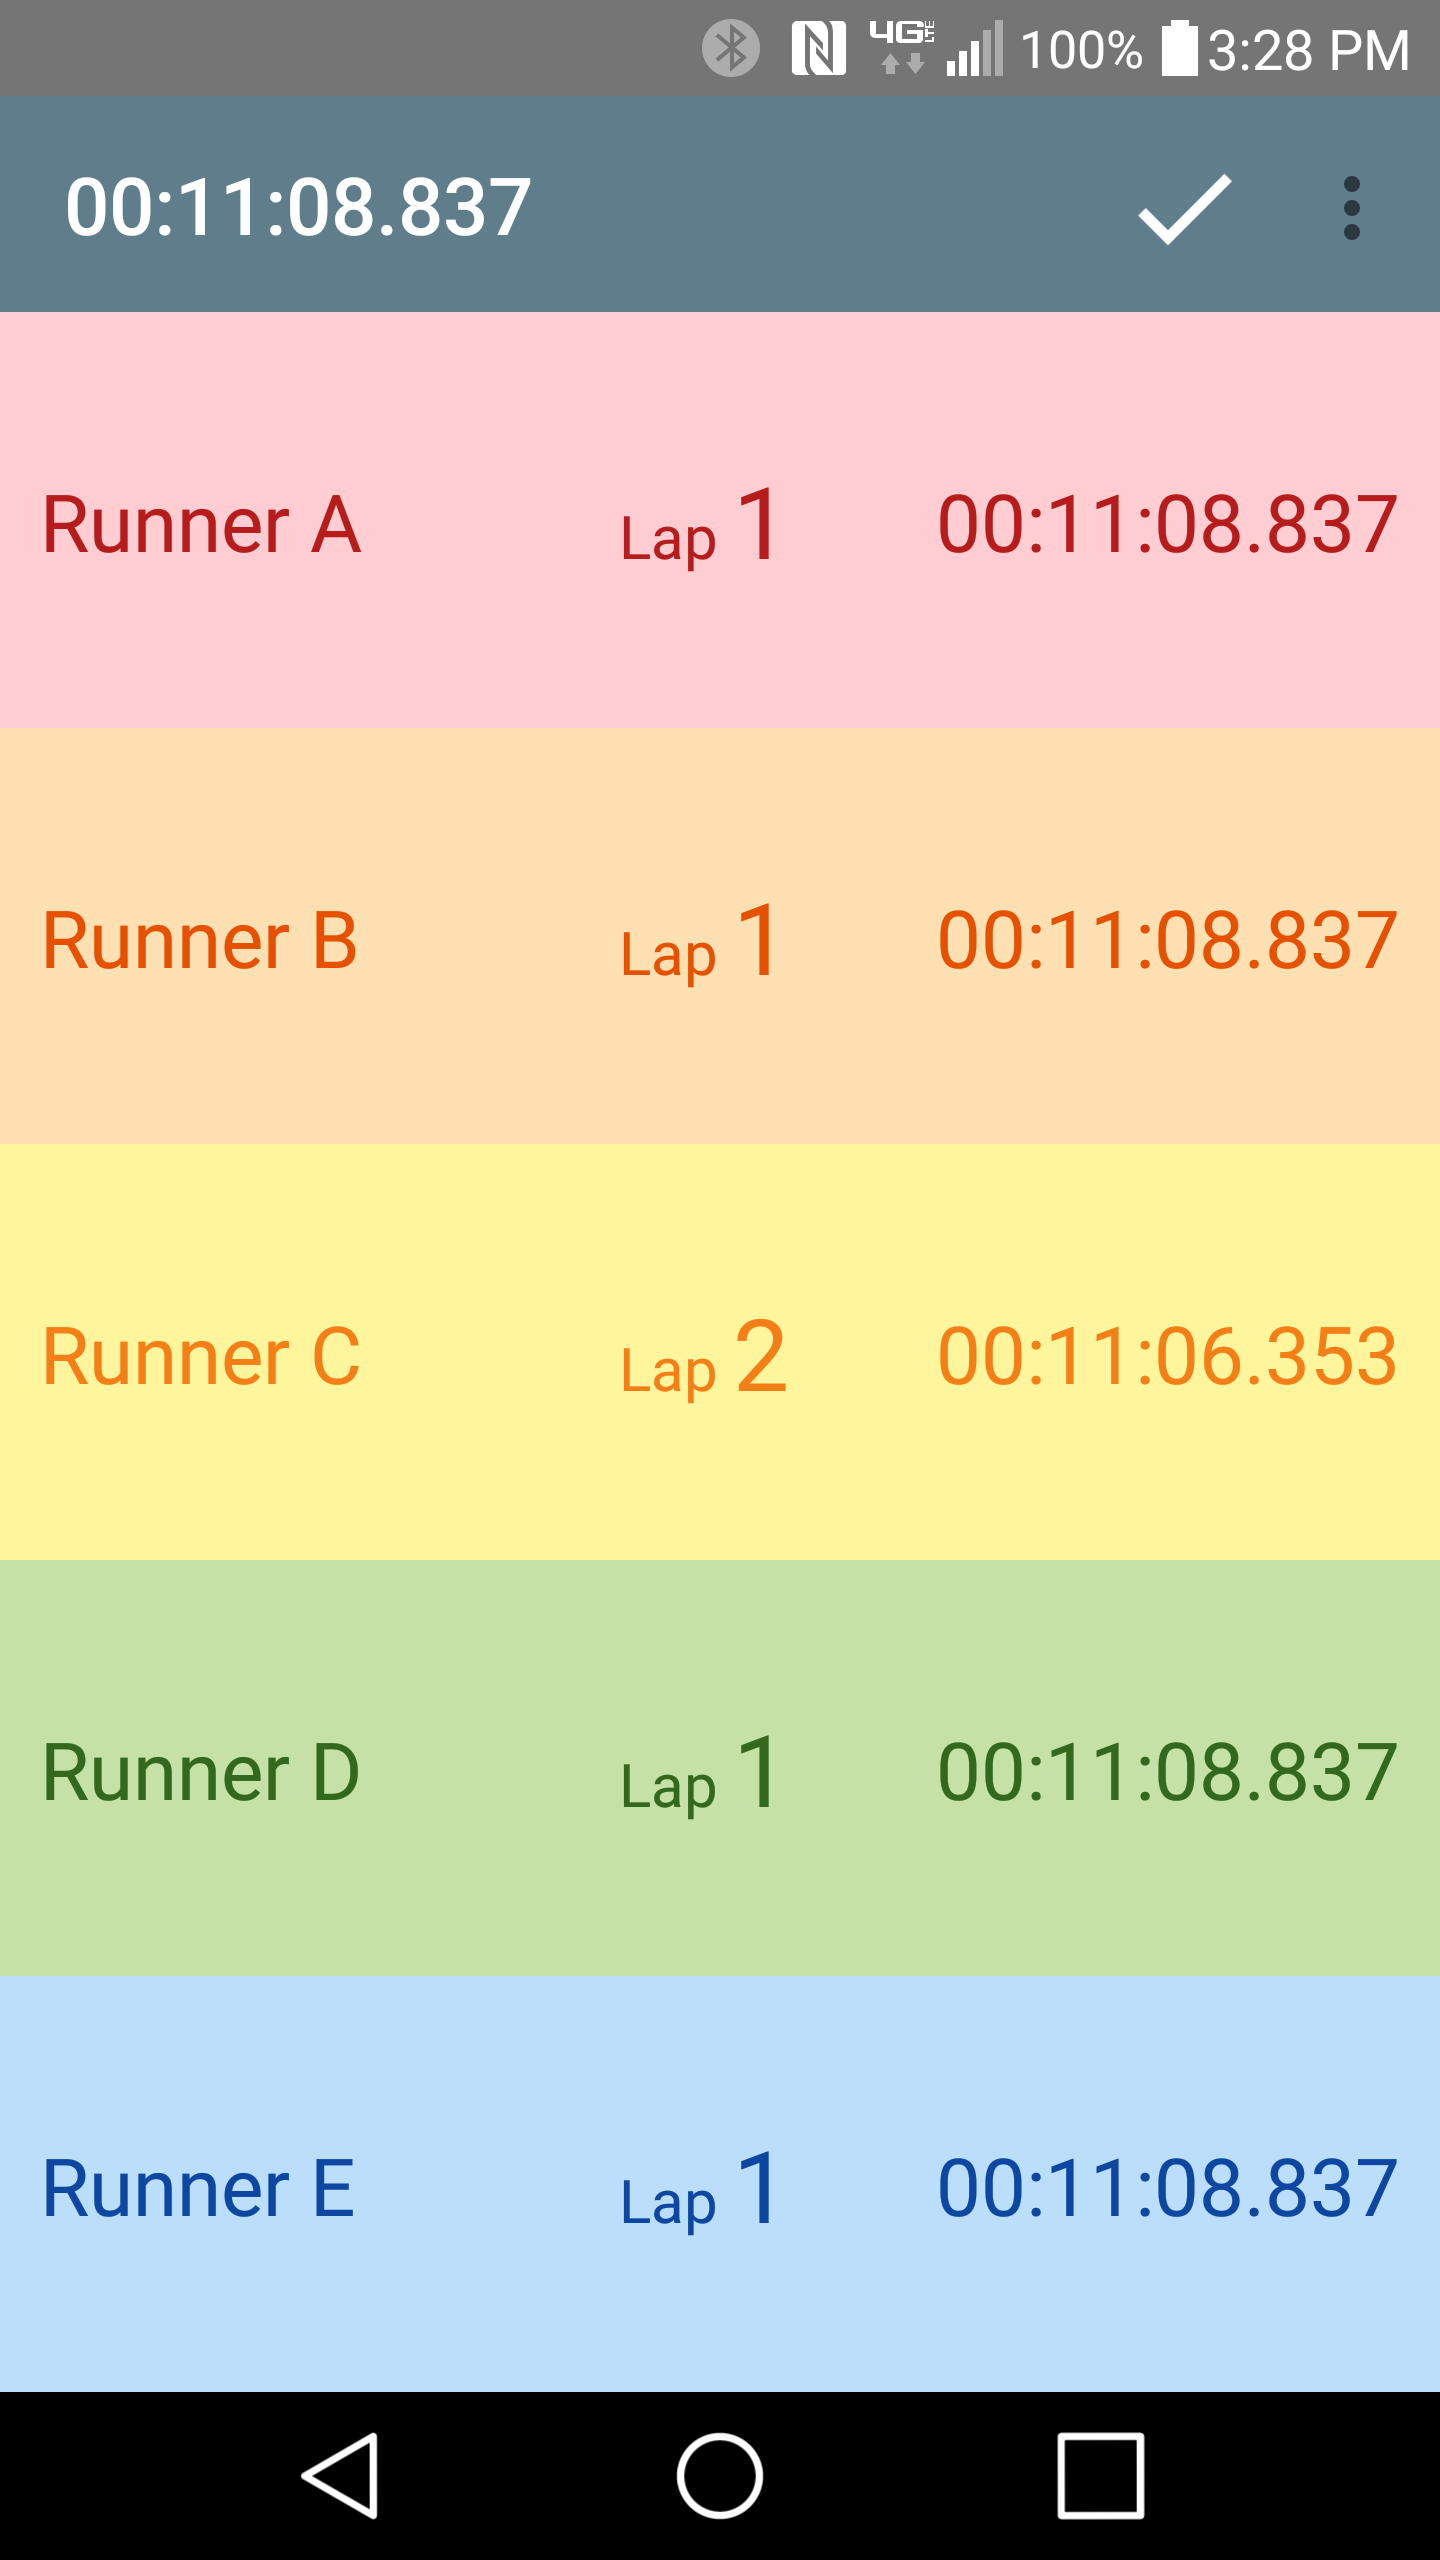 4G LTE 100% 3:28 PM
00:11:08.837
Runner A Lap 1 00:11:08.837
Runner B Lap 1 00:11:08.837
Runner C Lap 2 00:11:06.353
Runner D Lap 1 00:11:08.837
Runner E Lap 1 00:11:08.837